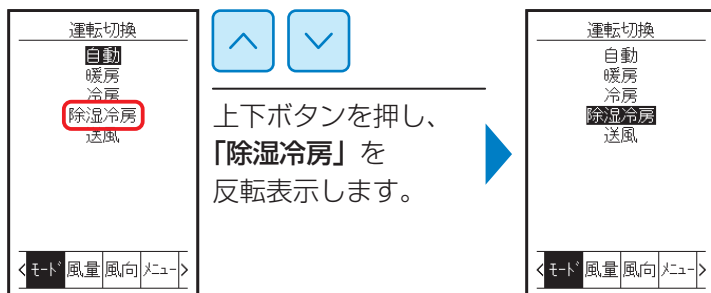 運転切換
自動
暖房
冷房
除湿冷房
送風
< モード 風量 風向 メニュー >
上下ボタンを押し、
「除湿冷房」を
反転表示します。
運転切換
自動
暖房
冷房
除湿冷房
送風
< モード 風量 風向 メニュー >